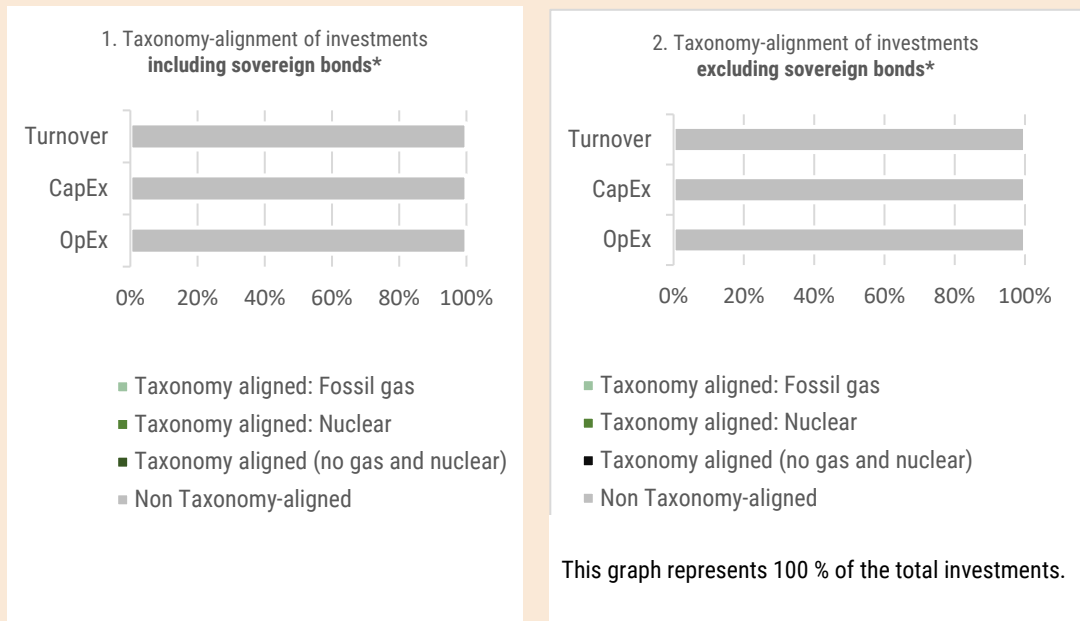 1. Taxonomy-alignment of investments
including sovereign bonds*
Turnover
CapEx
OpEx
0% 20% 40% 60% 80% 100%
Taxonomy aligned: Fossil gas
Taxonomy aligned: Nuclear
Taxonomy aligned (no gas and nuclear)
Non Taxonomy-aligned
2. Taxonomy-alignment of investments
excluding sovereign bonds*
Turnover
CapEx
OpEx
0% 20% 40% 60% 80% 100%
Taxonomy aligned: Fossil gas
Taxonomy aligned: Nuclear
Taxonomy aligned (no gas and nuclear)
Non Taxonomy-aligned
This graph represents 100 % of the total investments.